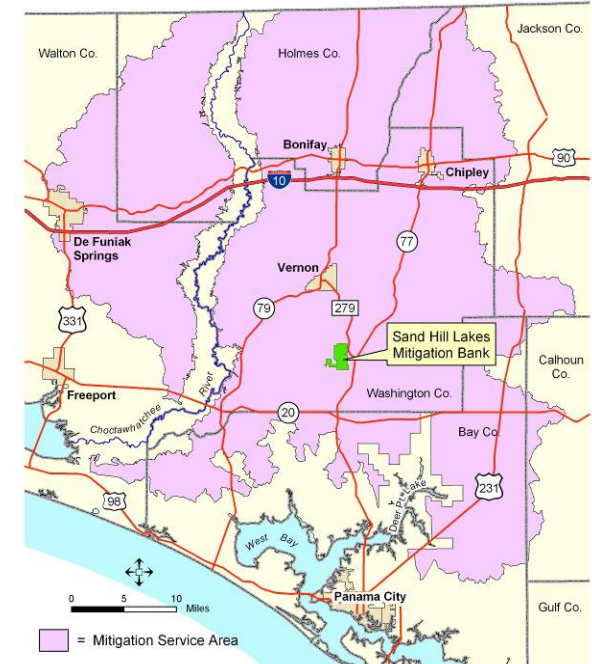 Jackson Co.
Walton Co.
Holmes Co.
Bonifay
90
Chipley
10
77
De Funiak
Springs
Vernon
79
279
331
Sand Hill Lakes
Mitigation Bank
Calhoun
Co.
River
Freeport
Washington Co.
Choctawhatchee
20
Bay Co.
231
Deer Pt. Lake
98
West Bay
Panama City
0 5 10
Miles
Gulf Co.
= Mitigation Service Area